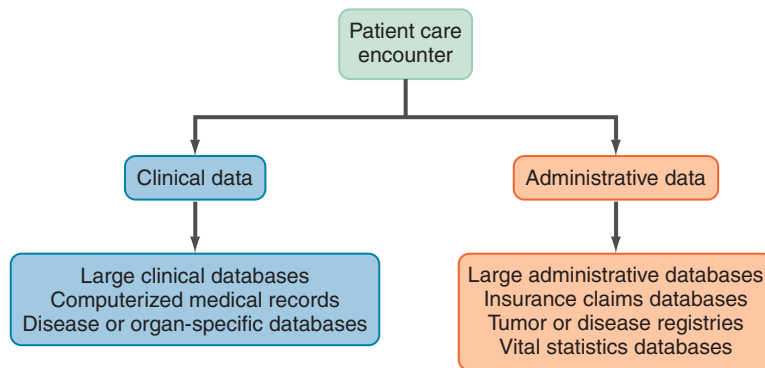 Patient care
encounter
Clinical data
Administrative data
Large clinical databases
Computerized medical records
Disease or organ-specific databases
Large administrative databases
Insurance claims databases
Tumor or disease registries
Vital statistics databases